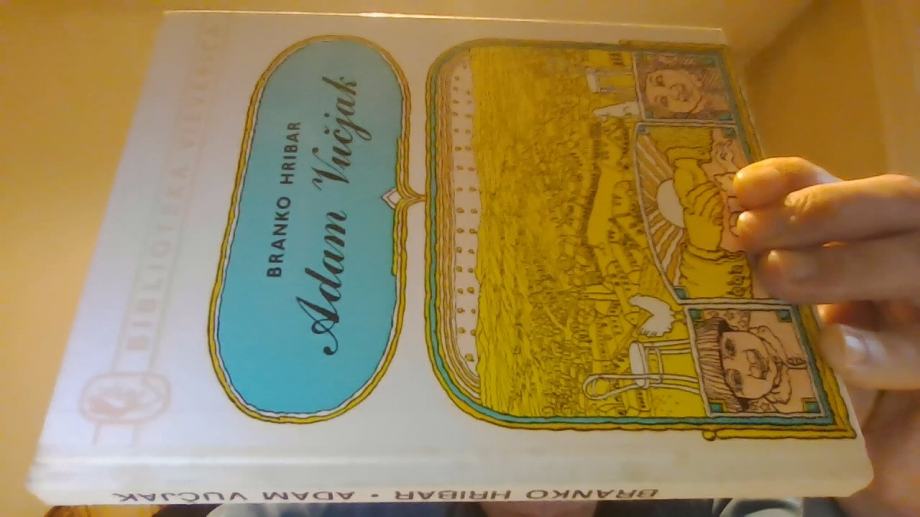 BIBLIOTEKA VJEVERICA
BRANKO HRIBAR
Adam Vučjak
BRANKO HRIBAR • ADAM VUČJAK